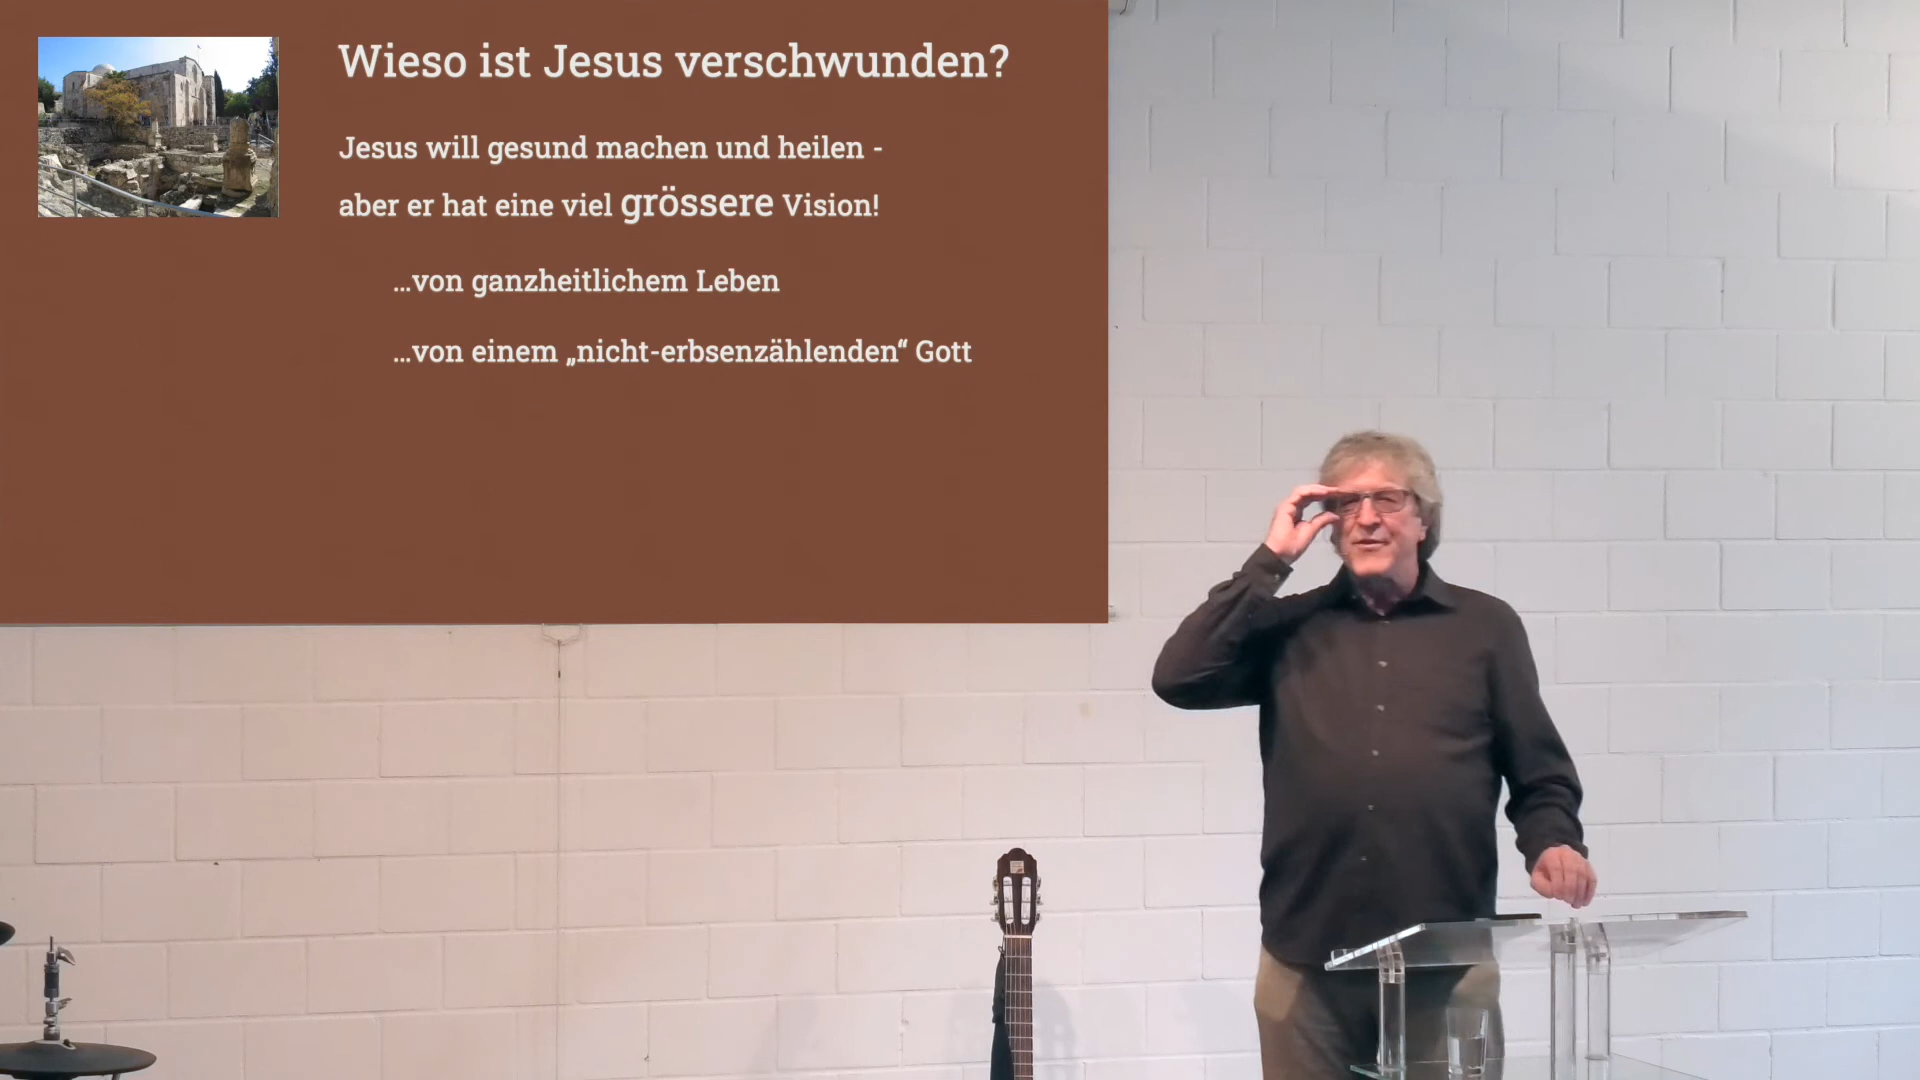 Wieso ist Jesus verschwunden?
Jesus will gesund machen und heilen -
aber er hat eine viel grössere Vision!
...von ganzheitlichem Leben
...von einem „nicht-erbsenzählenden“ Gott